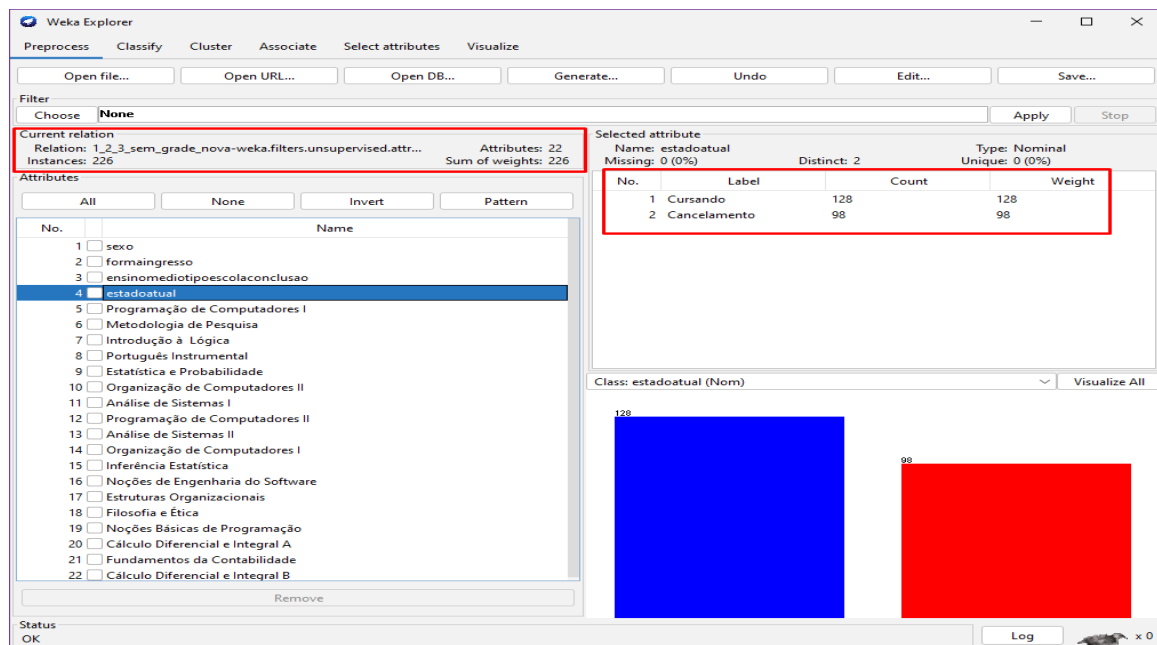 Weka Explorer
Preprocess Classify Cluster Associate Select attributes Visualize
Open file... Open URL... Open DB... Generate... Undo Edit... Save...
Filter
Choose None Apply Stop
Current relation
Relation: 1_2_3_sem_grade_nova-weka.filters.unsupervised.attr... Attributes: 22
Instances: 226 Sum of weights: 226
Attributes
All None Invert Pattern
No. Name
1 sexo
2 formaingresso
3 ensinomediotipoescolaconclusao
4 estadoatual
5 Programação de Computadores I
6 Metodologia de Pesquisa
7 Introdução à Lógica
8 Português Instrumental
9 Estatística e Probabilidade
10 Organização de Computadores II
11 Análise de Sistemas I
12 Programação de Computadores II
13 Análise de Sistemas II
14 Organização de Computadores I
15 Inferência Estatística
16 Noções de Engenharia do Software
17 Estruturas Organizacionais
18 Filosofia e Ética
19 Noções Básicas de Programação
20 Cálculo Diferencial e Integral A
21 Fundamentos da Contabilidade
22 Cálculo Diferencial e Integral B
Remove
Selected attribute
Name: estadoatual Type: Nominal
Missing: 0 (0%) Distinct: 2 Unique: 0 (0%)
No. Label Count Weight
1 Cursando 128 128
2 Cancelamento 98 98
Class: estadoatual (Nom) Visualize All
128
98
Status
OK
Log x 0